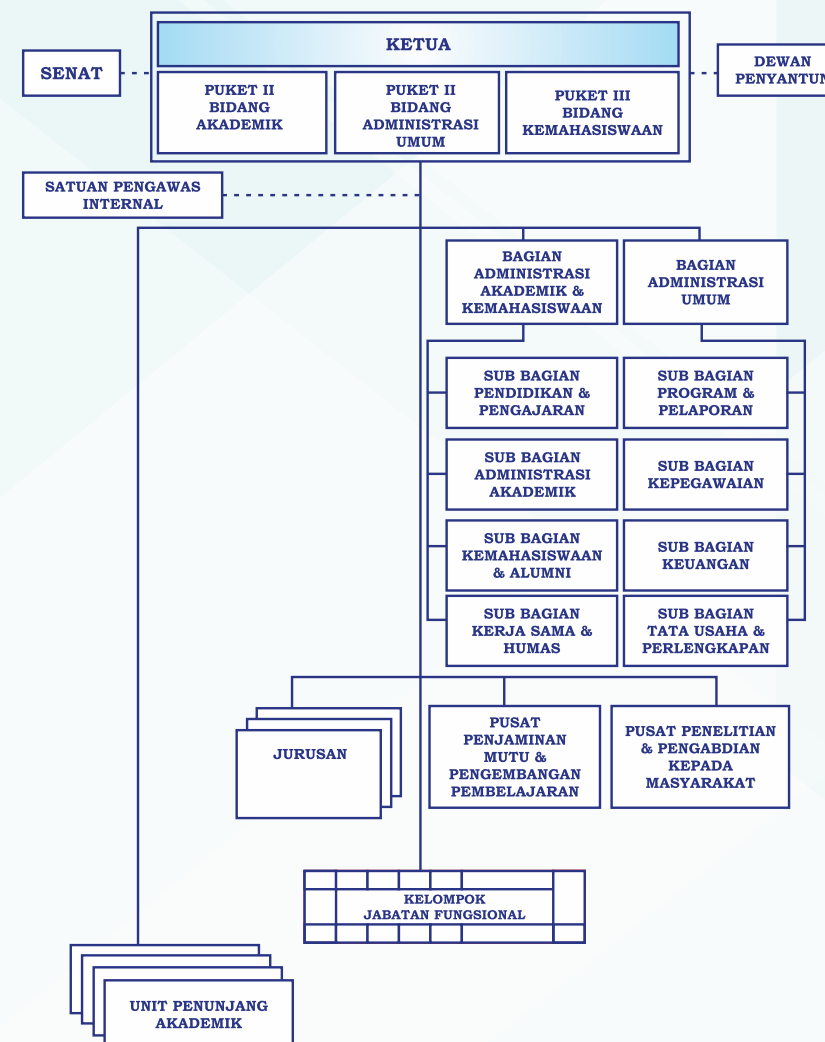 KETUA
SENAT
DEWAN
PUKET II
BIDANG
AKADEMIK
PUKET II
BIDANG
ADMINISTRASI
UMUM
PUKET III
BIDANG
KEMAHASISWAAN
SATUAN PENGAWAS
INTERNAL
BAGIAN
ADMINISTRASI
AKADEMIK &
KEMAHASISWAAN
BAGIAN
ADMINISTRASI
UMUM
SUB BAGIAN
PENDIDIKAN &
PENGAJARAN
SUB BAGIAN
PROGRAM &
PELAPORAN
SUB BAGIAN
ADMINISTRASI
AKADEMIK
SUB BAGIAN
KEPEGAWAIAN
SUB BAGIAN
KEMAHASISWAAN
& ALUMNI
SUB BAGIAN
KEUANGAN
SUB BAGIAN
KERJA SAMA &
HUMAS
SUB BAGIAN
TATA USAHA &
PERLENGKAPAN
JURUSAN
PUSAT
PENJAMINAN
MUTU &
PENGEMBANGAN
PEMBELAJARAN
PUSAT PENELITIAN
& PENGABDIAN
KEPADA
MASYARAKAT
KELOMPOK
JABATAN FUNGSIONAL
UNIT PENUNJANG
AKADEMIK